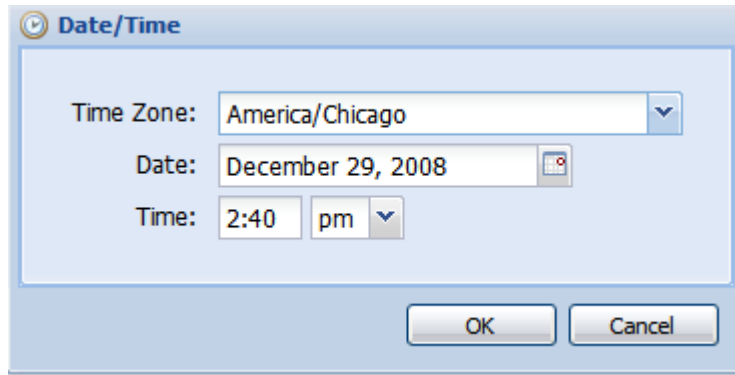 Date/Time
Time Zone: America/Chicago
Date: December 29, 2008
Time: 2:40 pm
OK Cancel